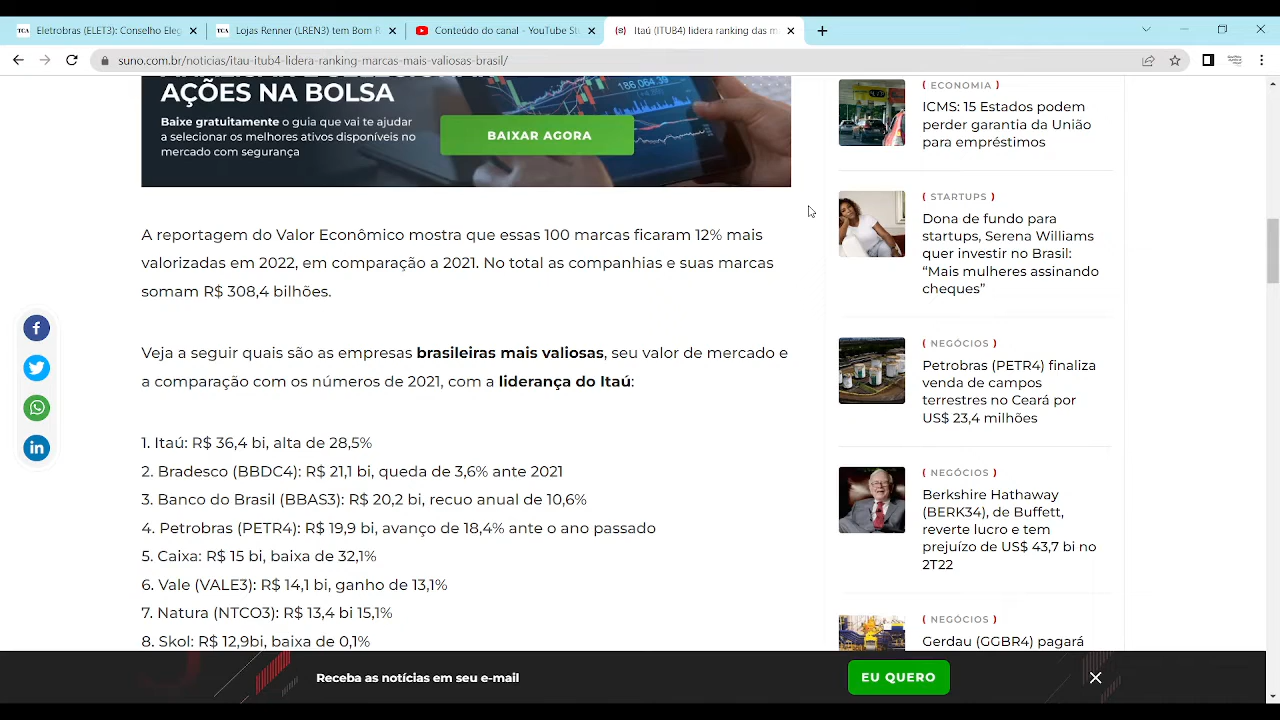 Eletrobras (ELET3): Conselho Eleg
Lojas Renner (LREN3) tem Bom R
Conteúdo do canal - YouTube St
Itaú (ITUB4) lidera ranking das m
suno.com.br/noticias/itau-itub4-lidera-ranking-marcas-mais-valiosas-brasil/
AÇÕES NA BOLSA
Baixe gratuitamente o guia que vai te ajudar
a selecionar os melhores ativos disponíveis no
mercado com segurança
BAIXAR AGORA
186,064.39
A reportagem do Valor Econômico mostra que essas 100 marcas ficaram 12% mais
valorizadas em 2022, em comparação a 2021. No total as companhias e suas marcas
somam R$ 308,4 bilhões.
Veja a seguir quais são as empresas brasileiras mais valiosas, seu valor de mercado e
a comparação com os números de 2021, com a liderança do Itaú:
1. Itaú: R$ 36,4 bi, alta de 28,5%
2. Bradesco (BBDC4): R$ 21,1 bi, queda de 3,6% ante 2021
3. Banco do Brasil (BBAS3): R$ 20,2 bi, recuo anual de 10,6%
4. Petrobras (PETR4): R$ 19,9 bi, avanço de 18,4% ante o ano passado
5. Caixa: R$ 15 bi, baixa de 32,1%
6. Vale (VALE3): R$ 14,1 bi, ganho de 13,1%
7. Natura (NTCO3): R$ 13,4 bi 15,1%
8. Skol: R$ 12,9bi, baixa de 0,1%
( ECONOMIA )
ICMS: 15 Estados podem
perder garantia da União
para empréstimos
( STARTUPS )
Dona de fundo para
startups, Serena Williams
quer investir no Brasil:
“Mais mulheres assinando
cheques”
( NEGÓCIOS )
Petrobras (PETR4) finaliza
venda de campos
terrestres no Ceará por
US$ 23,4 milhões
( NEGÓCIOS )
Berkshire Hathaway
(BERK34), de Buffett,
reverte lucro e tem
prejuízo de US$ 43,7 bi no
2T22
( NEGÓCIOS )
Gerdau (GGBR4) pagará
Receba as notícias em seu e-mail
EU QUERO